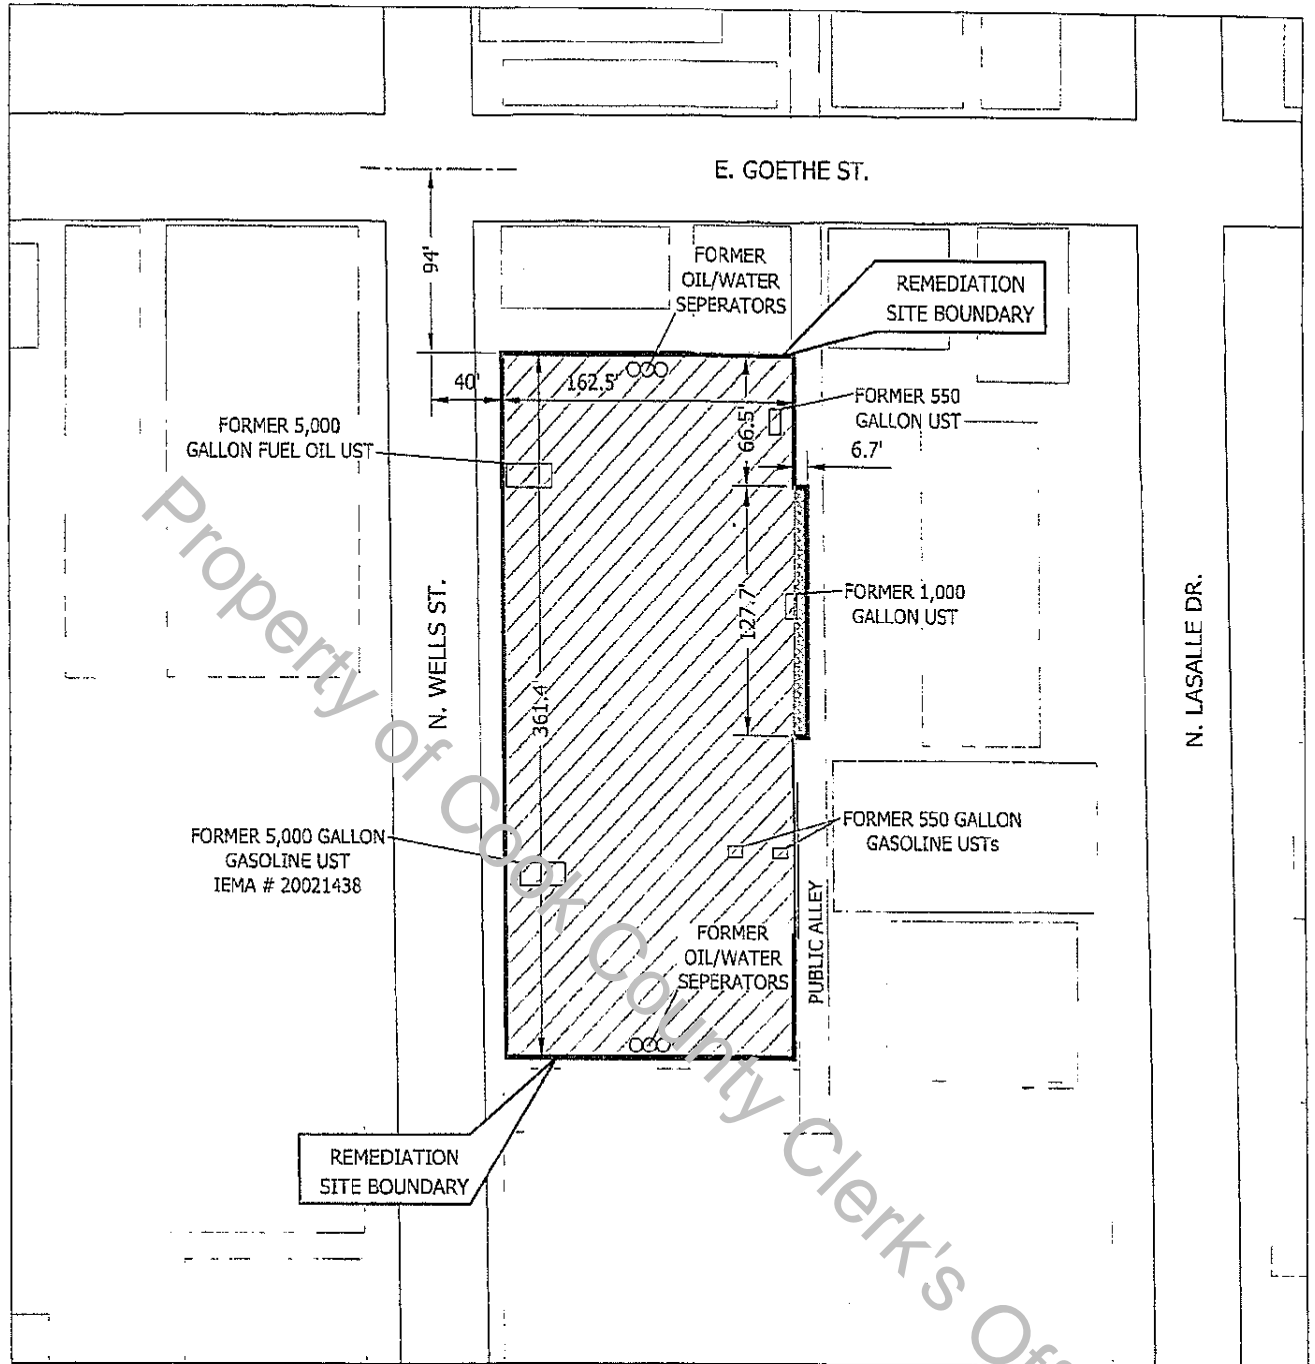 E. GOETHE ST.
94'
FORMER
OIL/WATER
SEPERATORS
REMEDIATION
SITE BOUNDARY
40'
162.5'
FORMER 550
GALLON UST
66.5'
6.7'
FORMER 5,000
GALLON FUEL OIL UST
N. WELLS ST.
361.4'
127.7'
FORMER 1,000
GALLON UST
N. LASALLE DR.
FORMER 5,000 GALLON
GASOLINE UST
IEMA # 20021438
FORMER 550 GALLON
GASOLINE USTs
PUBLIC ALLEY
FORMER
OIL/WATER
SEPERATORS
REMEDIATION
SITE BOUNDARY
Property of Cook County Clerk's Off